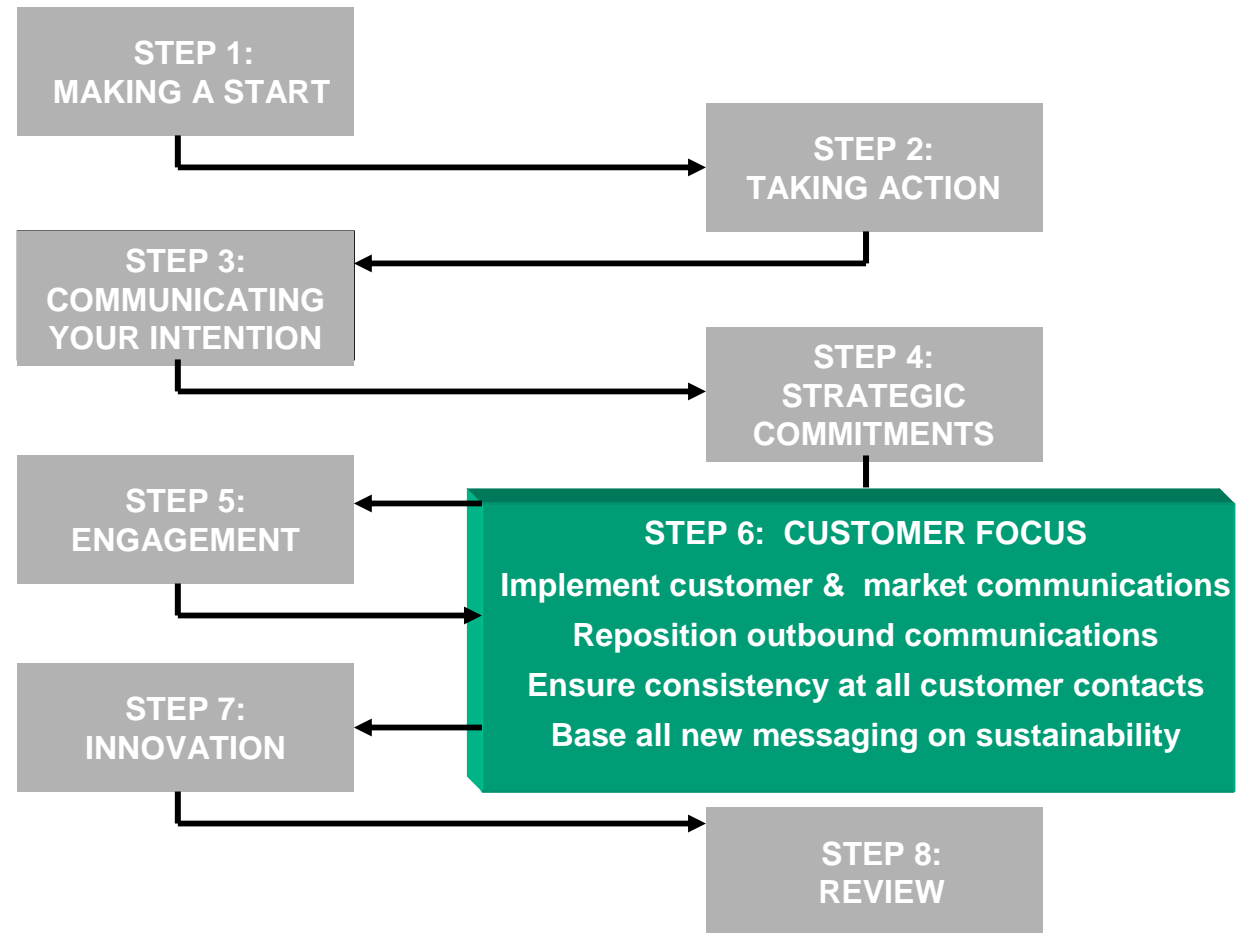 STEP 1:
MAKING A START
STEP 2:
TAKING ACTION
STEP 3:
COMMUNICATING
YOUR INTENTION
STEP 4:
STRATEGIC
COMMITMENTS
STEP 5:
ENGAGEMENT
STEP 6:  CUSTOMER FOCUS
Implement customer &  market communications
Reposition outbound communications
Ensure consistency at all customer contacts
Base all new messaging on sustainability
STEP 7:
INNOVATION
STEP 8:
REVIEW